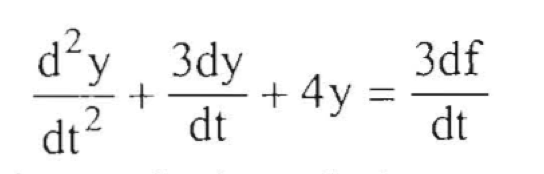 d²y/dt² + 3dy/dt + 4y = 3df/dt